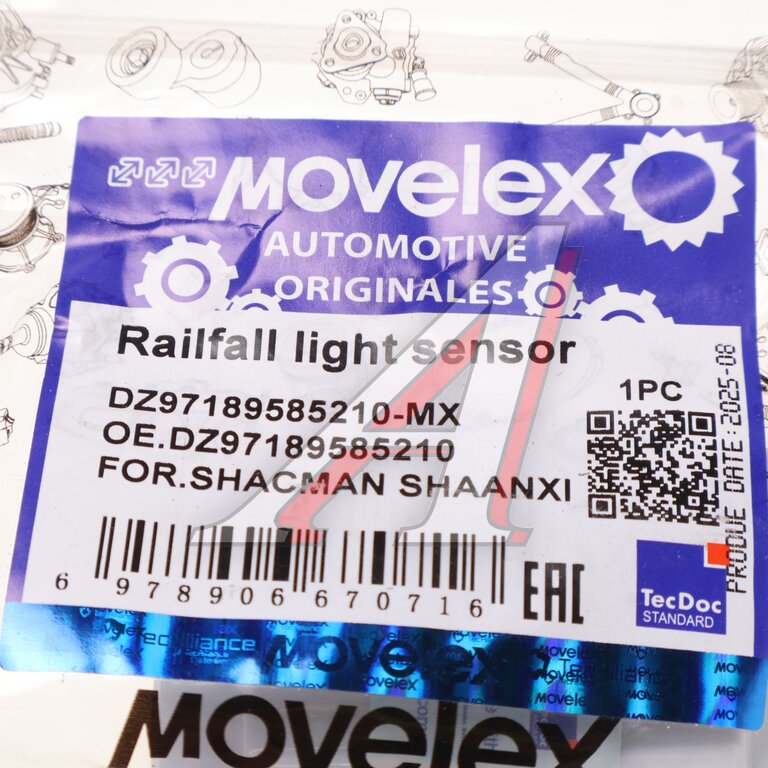 MOVELEX
AUTOMOTIVE
ORIGINALES
Railfall light sensor
DZ97189585210-MX
OE.DZ97189585210
FOR.SHACMAN SHAANXI
1PC
PRODUE DATE:2025-08
6 978906 670716
EAC
TecDoc
STANDARD
MOVELEX
MOVELEX
MOVELEX